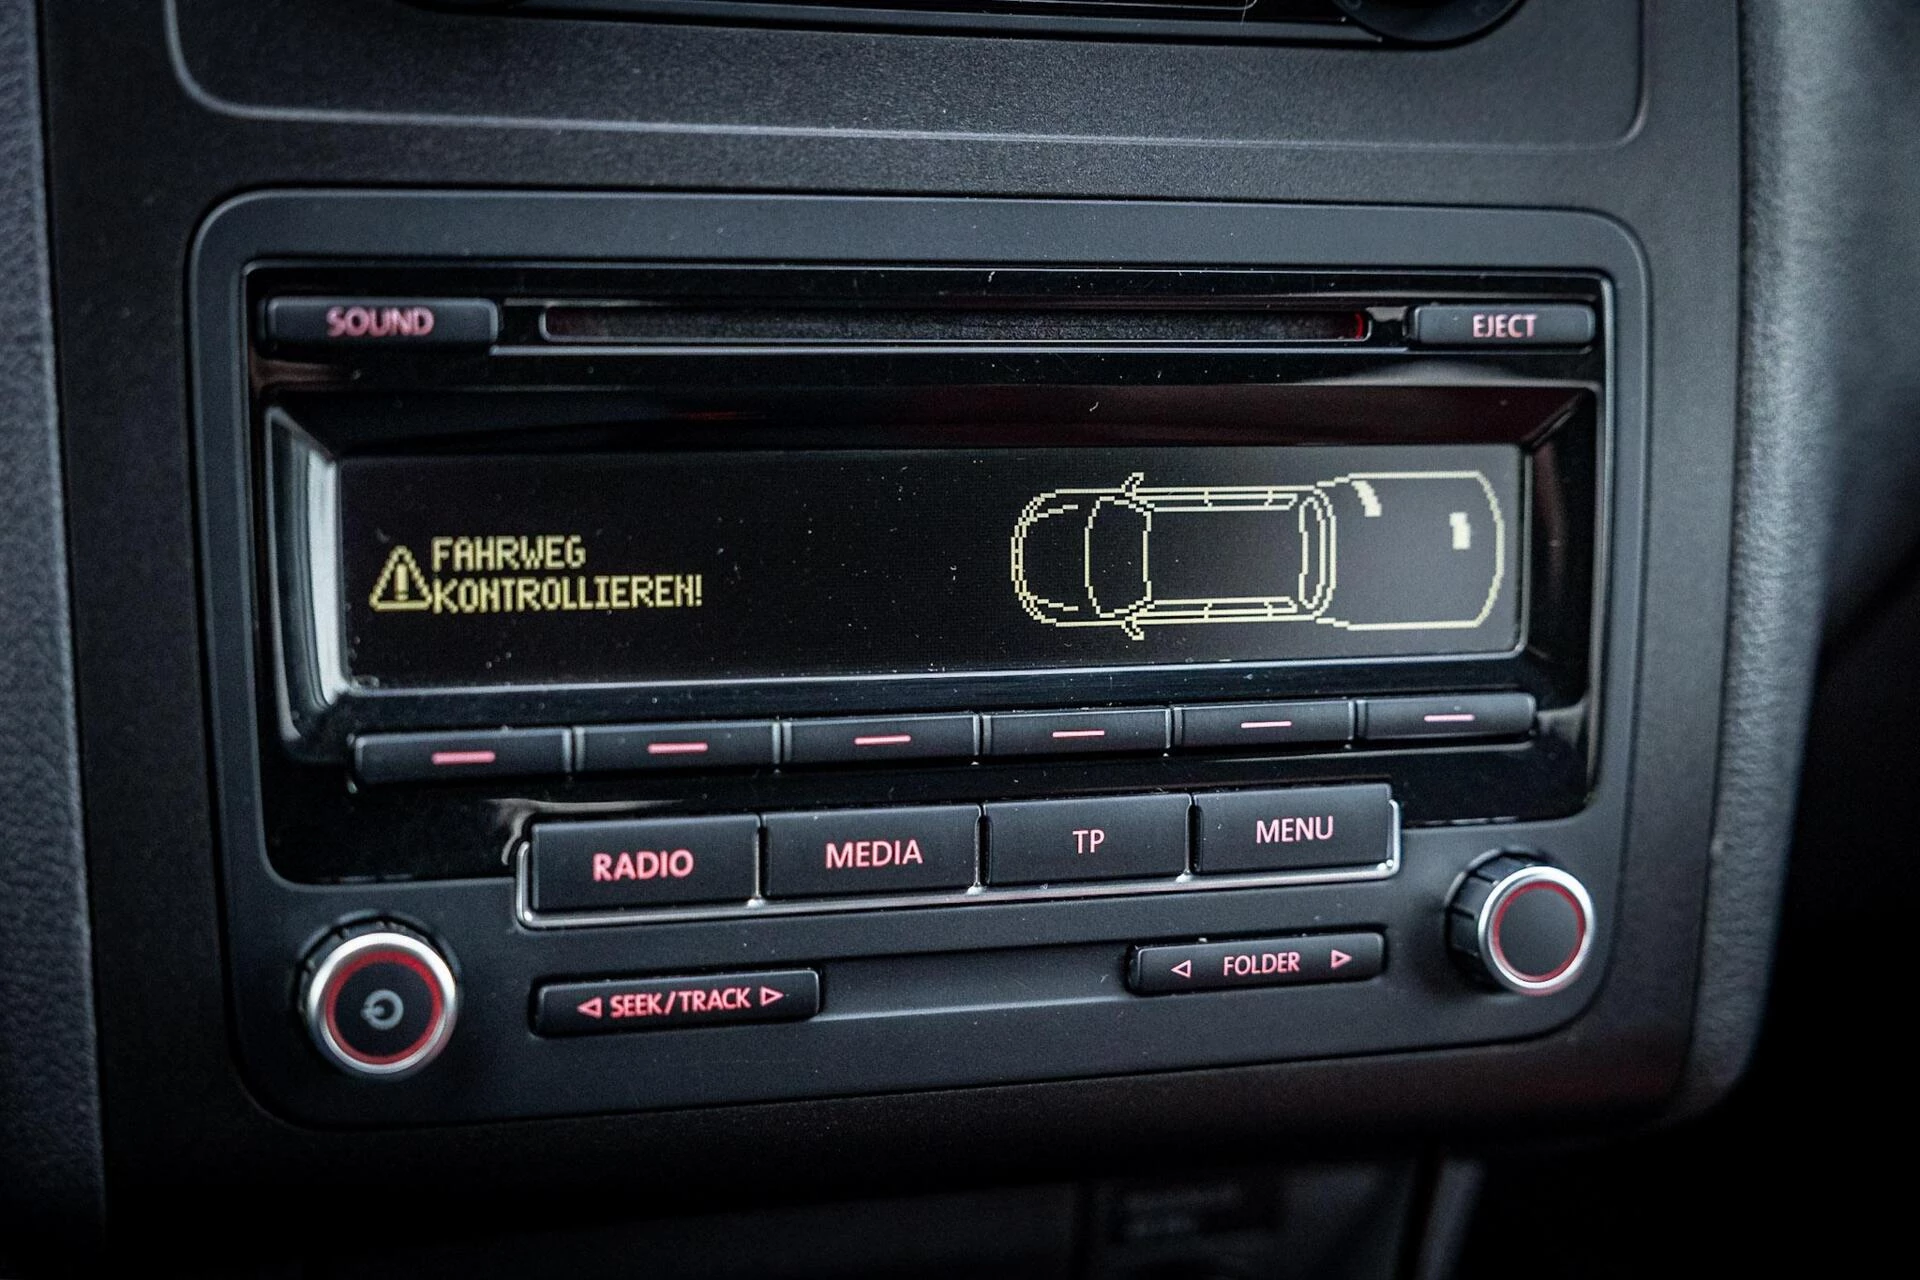 SOUND
EJECT
FAHRWEG
KONTROLLIEREN!
RADIO
MEDIA
TP
MENU
SEEK/TRACK
FOLDER